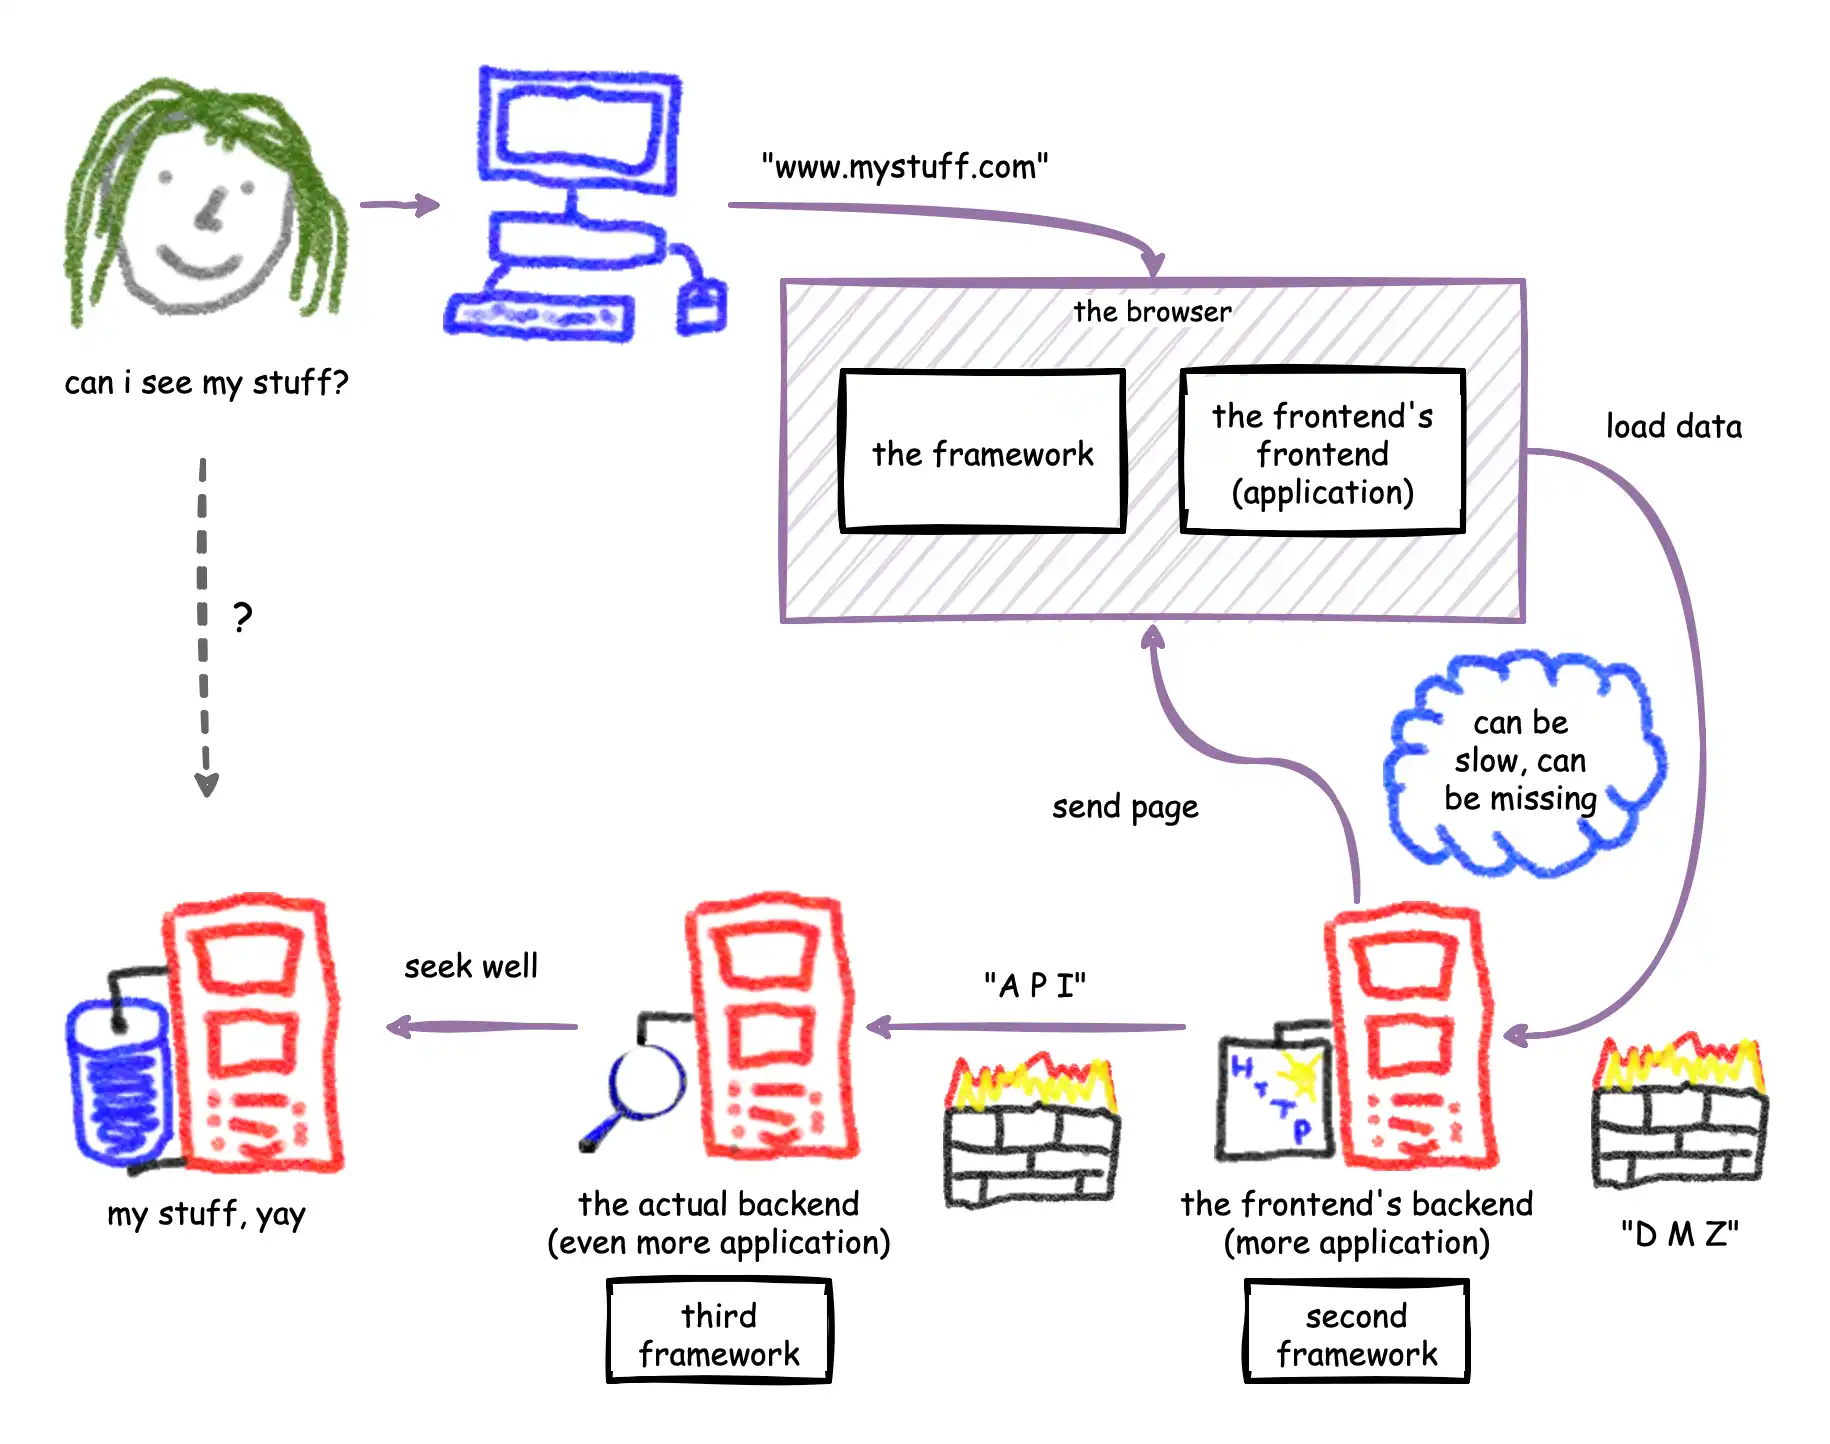 "www.mystuff.com"
the browser
can i see my stuff?
the framework
the frontend's
frontend
(application)
load data
?
can be
slow, can
be missing
send page
seek well
"A P I"
HTTP
my stuff, yay
the actual backend
(even more application)
the frontend's backend
(more application)
"D M Z"
third
framework
second
framework